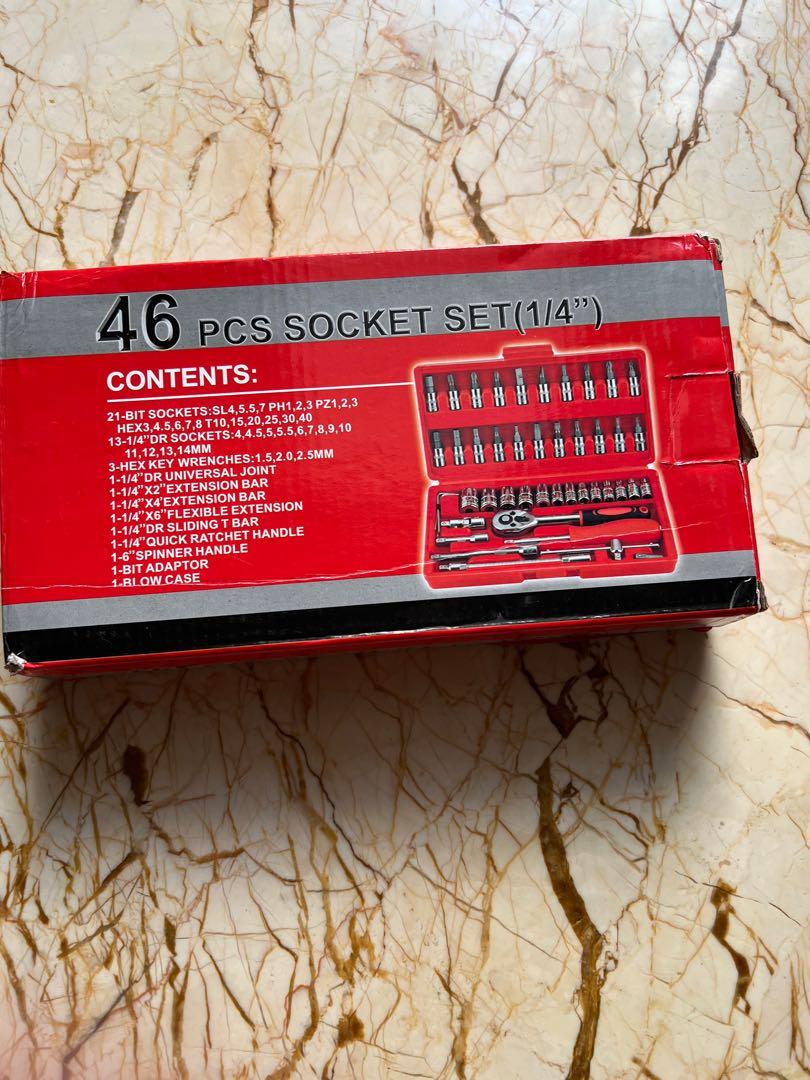 46 PCS SOCKET SET(1/4")
CONTENTS:
21-BIT SOCKETS:SL4,5.5,7 PH1,2,3 PZ1,2,3
HEX3,4.5,6,7,8 T10,15,20,25,30,40
13-1/4"DR SOCKETS:4,4.5,5,5.5,6,7,8,9,10
11,12,13,14MM
3-HEX KEY WRENCHES:1.5,2.0,2.5MM
1-1/4"DR UNIVERSAL JOINT
1-1/4"X2"EXTENSION BAR
1-1/4"X4'EXTENSION BAR
1-1/4"X6"FLEXIBLE EXTENSION
1-1/4"DR SLIDING T BAR
1-1/4"QUICK RATCHET HANDLE
1-6"SPINNER HANDLE
1-BIT ADAPTOR
1-BLOW CASE